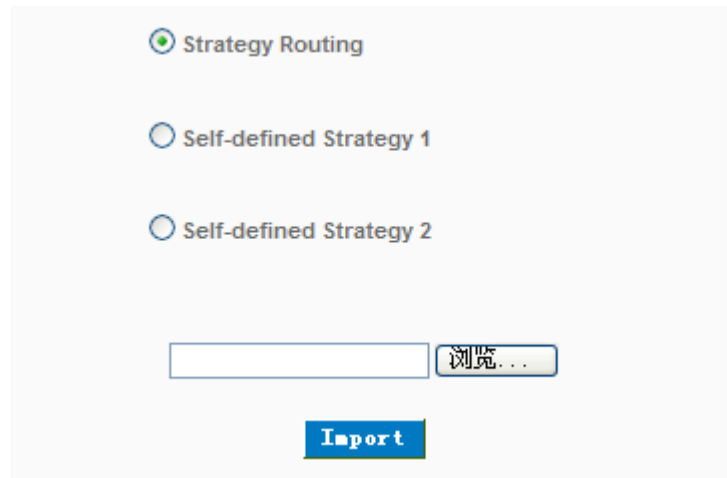 Strategy Routing
Self-defined Strategy 1
Self-defined Strategy 2
浏览...
Import